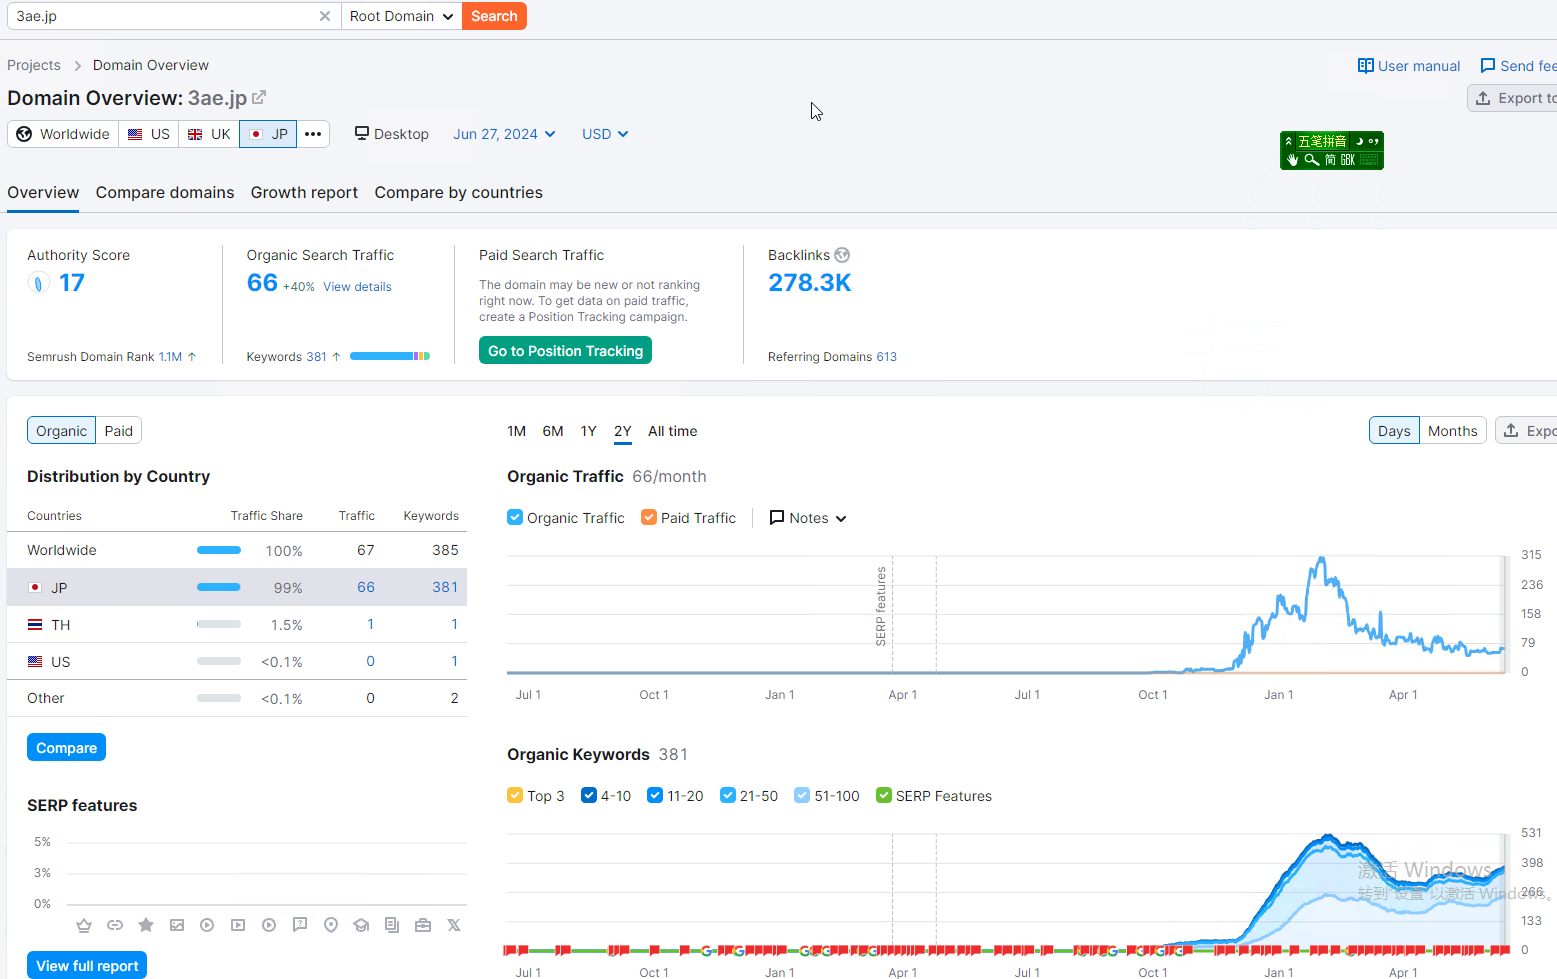 3ae.jp
Root Domain
Search
Projects
Domain Overview
User manual
Send fee
Domain Overview: 3ae.jp
Export to
Worldwide
US
UK
JP
Desktop
Jun 27, 2024
USD
五笔拼音
简 GBK
Overview
Compare domains
Growth report
Compare by countries
Authority Score
17
Semrush Domain Rank 1.1M ↑
Organic Search Traffic
66 +40% View details
Keywords 381 ↑
Paid Search Traffic
The domain may be new or not ranking
right now. To get data on paid traffic,
create a Position Tracking campaign.
Go to Position Tracking
Backlinks
278.3K
Referring Domains 613
Organic
Paid
Distribution by Country
Countries Traffic Share Traffic Keywords
Worldwide 100% 67 385
JP 99% 66 381
TH 1.5% 1 1
US <0.1% 0 1
Other <0.1% 0 2
Compare
SERP features
5%
3%
0%
View full report
1M 6M 1Y 2Y All time
Days
Months
Expo
Organic Traffic 66/month
Organic Traffic
Paid Traffic
Notes
SERP features
315
236
158
79
0
Jul 1 Oct 1 Jan 1 Apr 1 Jul 1 Oct 1 Jan 1 Apr 1
Organic Keywords 381
Top 3
4-10
11-20
21-50
51-100
SERP Features
531
398
266
133
0
激活 Windows
转到"设置"以激活 Windows。
Jul 1 Oct 1 Jan 1 Apr 1 Jul 1 Oct 1 Jan 1 Apr 1